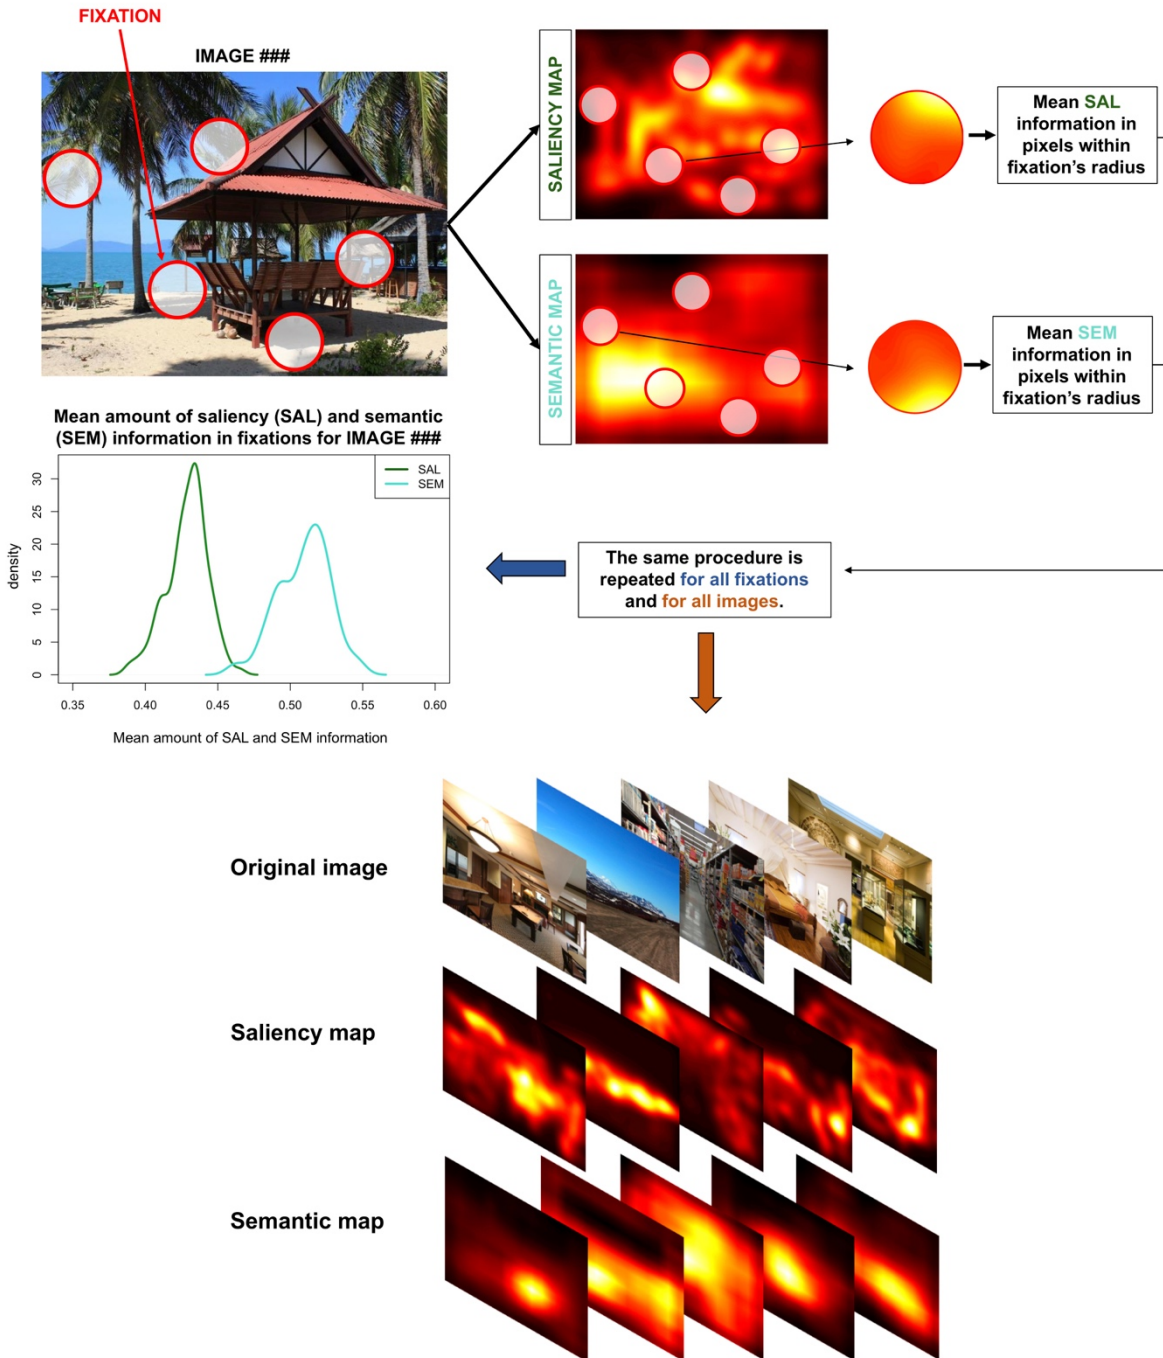 FIXATION
IMAGE ###
SALIENCY MAP
Mean SAL
information in
pixels within
fixation's radius
SEMANTIC MAP
Mean SEM
information in
pixels within
fixation's radius
Mean amount of saliency (SAL) and semantic
(SEM) information in fixations for IMAGE ###
SAL
SEM
density
30
25
20
15
10
5
0
0.35 0.40 0.45 0.50 0.55 0.60
Mean amount of SAL and SEM information
The same procedure is
repeated for all fixations
and for all images.
Original image
Saliency map
Semantic map